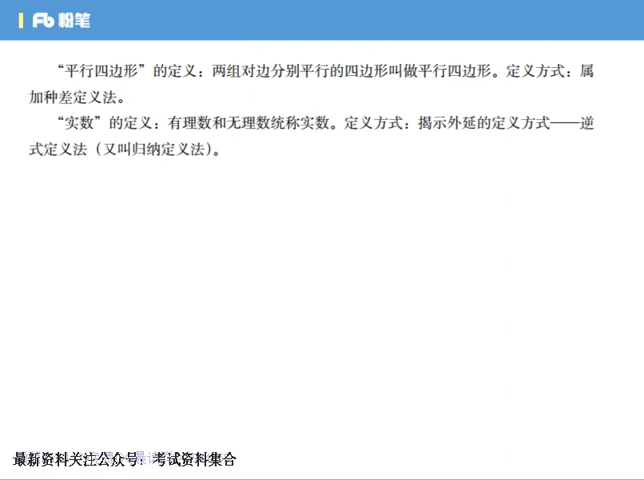 粉笔
“平行四边形”的定义：两组对边分别平行的四边形叫做平行四边形。定义方式：属
加种差定义法。
“实数”的定义：有理数和无理数统称实数。定义方式：揭示外延的定义方式——逆
式定义法（又叫归纳定义法）。
最新资料关注公众号：考试资料集合